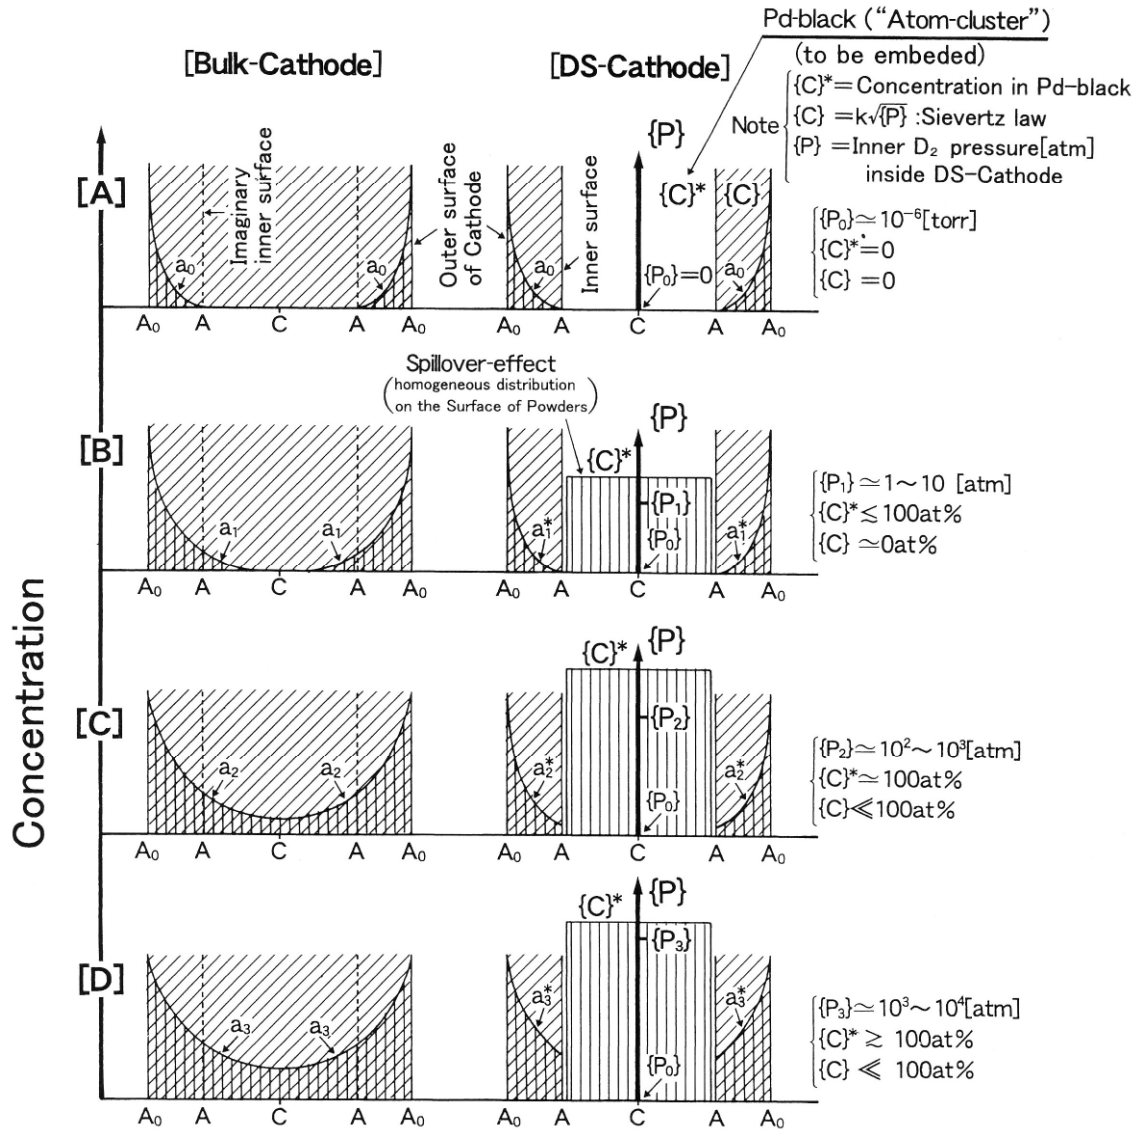 Pd-black (“Atom-cluster”)
(to be embeded)
[Bulk-Cathode]
[DS-Cathode]
Note
{C}*=Concentration in Pd-black
{C} =k√{P} :Sievertz law
{P} =Inner D₂ pressure[atm]
inside DS-Cathode
[A]
Imaginary
inner surface
Outer surface
of Cathode
Inner surface
{P}
{C}*
{C}
a₀
a₀
a₀
a₀
{P₀}=0
{P₀}≃10⁻⁶[torr]
{C}*=0
{C} =0
A₀ A C A A₀
A₀ A C A A₀
Spillover-effect
(homogeneous distribution
on the Surface of Powders)
[B]
{P}
{C}*
{P₁}
{P₀}
a₁
a₁
a₁*
a₁*
{P₁}≃1~10 [atm]
{C}*≲100at%
{C} ≃0at%
A₀ A C A A₀
A₀ A C A A₀
Concentration
[C]
{P}
{C}*
{P₂}
{P₀}
a₂
a₂
a₂*
a₂*
{P₂}≃10²~10³[atm]
{C}*≃100at%
{C}≪100at%
A₀ A C A A₀
A₀ A C A A₀
[D]
{P}
{C}*
{P₃}
{P₀}
a₃
a₃
a₃*
a₃*
{P₃}≃10³~10⁴[atm]
{C}* ≳ 100at%
{C} ≪ 100at%
A₀ A C A A₀
A₀ A C A A₀